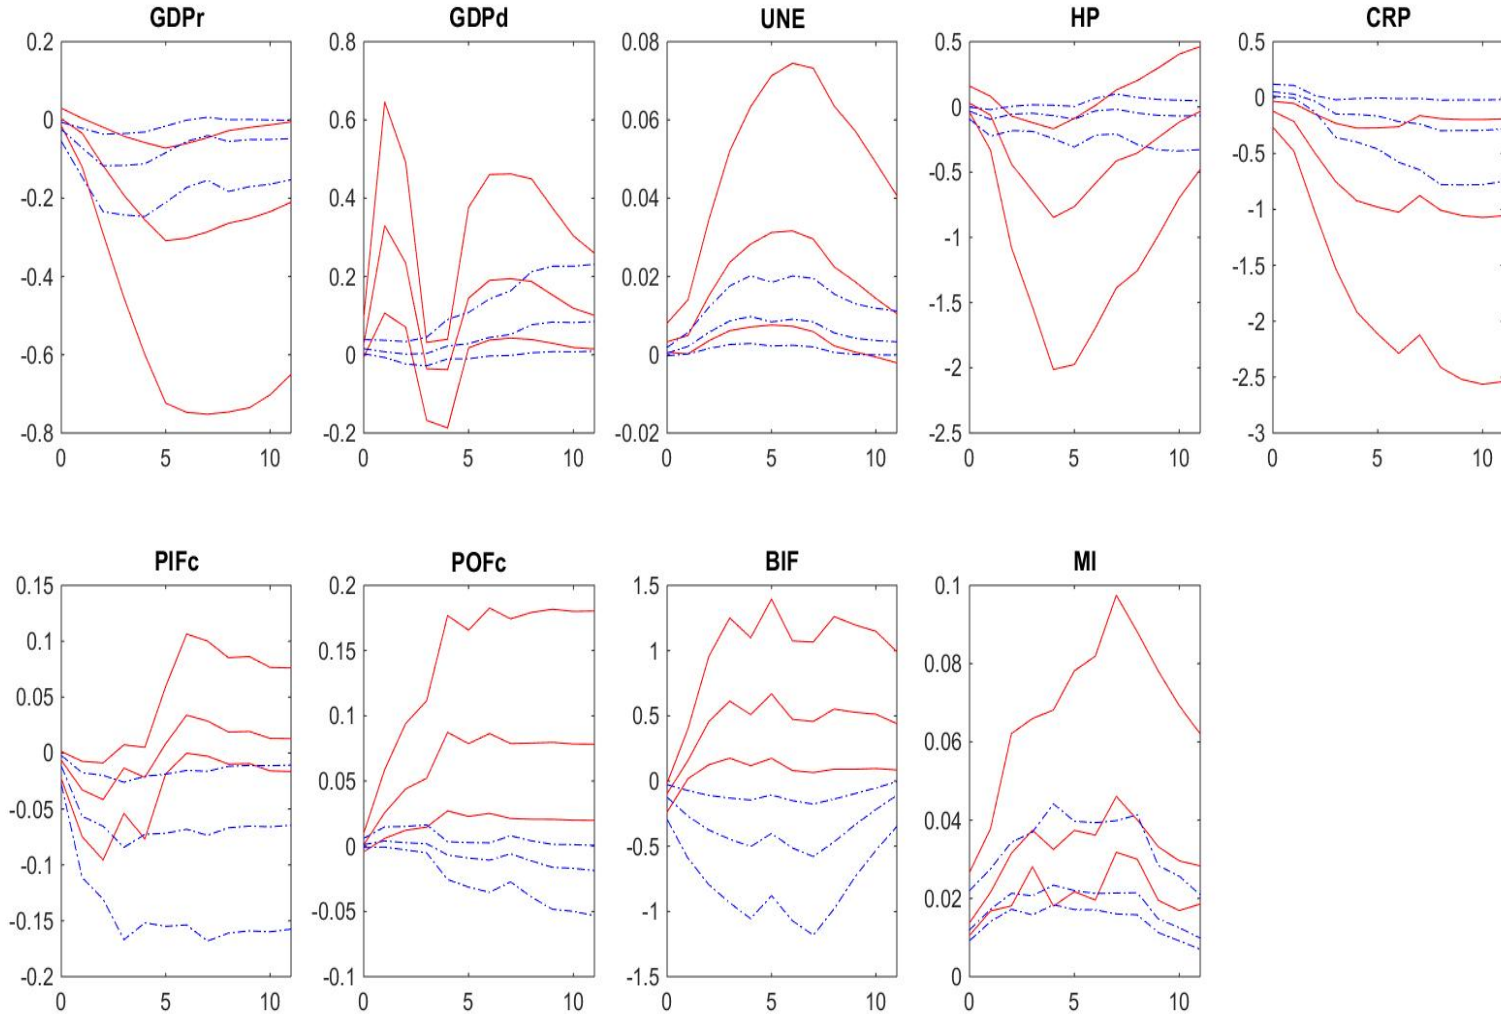 GDPr GDPd UNE HP CRP
0.2 0.8 0.08 0.5 0.5
0 0.6 0.06 0 0
-0.2 0.4 0.04 -0.5 -0.5
-0.4 0.2 0.02 -1 -1
-0.6 0 0 -1.5 -1.5
-0.8 -0.2 -0.02 -2 -2
-2.5 -2.5
-3
0 5 10 0 5 10 0 5 10 0 5 10 0 5 10
PIFc POFc BIF MI
0.15 0.2 1.5 0.1
0.1 0.15 1 0.08
0.05 0.1 0.5 0.06
0 0.05 0 0.04
-0.05 0 -0.5 0.02
-0.1 -0.05 -1 0
-0.15 -0.1 -1.5
-0.2
0 5 10 0 5 10 0 5 10 0 5 10